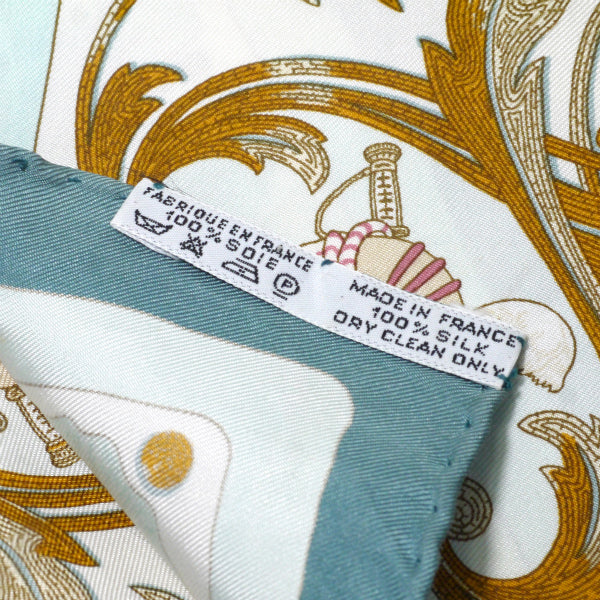 FABRIQUE EN FRANCE
100% SOIE
P
MADE IN FRANCE
100% SILK
DRY CLEAN ONLY